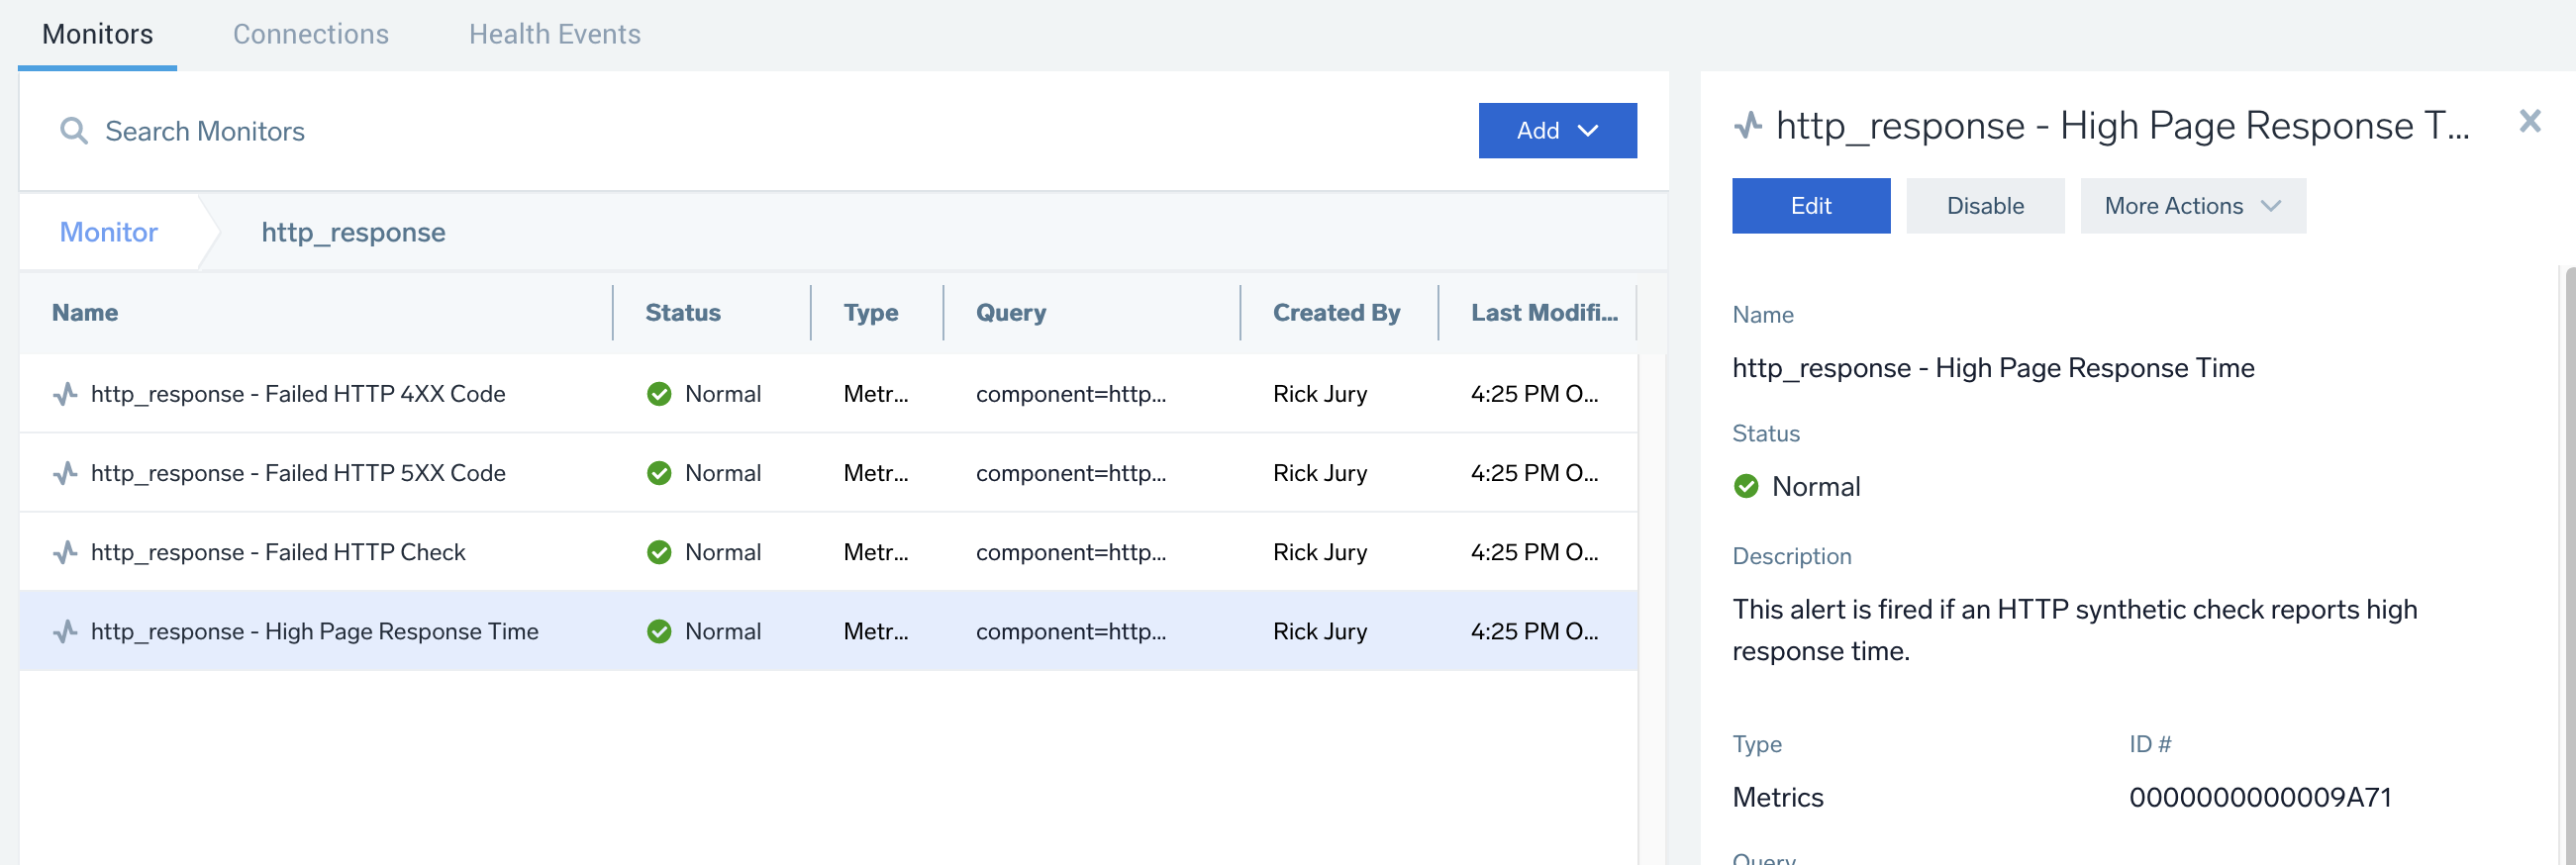 Monitors Connections Health Events
Search Monitors
Add
Monitor http_response
Name Status Type Query Created By Last Modifi...
http_response - Failed HTTP 4XX Code Normal Metr... component=http... Rick Jury 4:25 PM O...
http_response - Failed HTTP 5XX Code Normal Metr... component=http... Rick Jury 4:25 PM O...
http_response - Failed HTTP Check Normal Metr... component=http... Rick Jury 4:25 PM O...
http_response - High Page Response Time Normal Metr... component=http... Rick Jury 4:25 PM O...
http_response - High Page Response T...
Edit Disable More Actions
Name
http_response - High Page Response Time
Status
Normal
Description
This alert is fired if an HTTP synthetic check reports high
response time.
Type ID #
Metrics 0000000000009A71
Query